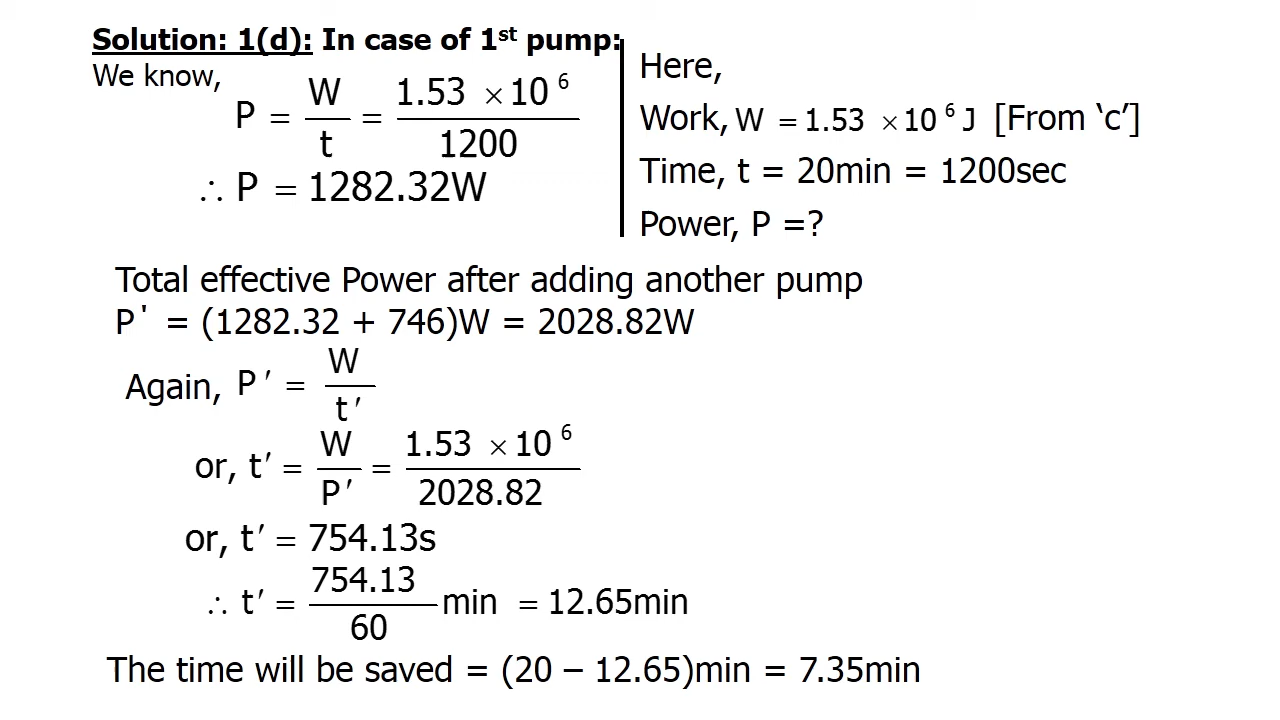 Solution: 1(d): In case of 1st pump:
We know,
P = W/t = 1.53 × 10^6 / 1200
∴ P = 1282.32W
Here,
Work, W = 1.53 × 10^6 J [From ‘c’]
Time, t = 20min = 1200sec
Power, P =?
Total effective Power after adding another pump
P' = (1282.32 + 746)W = 2028.82W
Again, P′ = W/t′
or, t′ = W/P′ = 1.53 × 10^6 / 2028.82
or, t′ = 754.13s
∴ t′ = 754.13/60 min = 12.65min
The time will be saved = (20 – 12.65)min = 7.35min